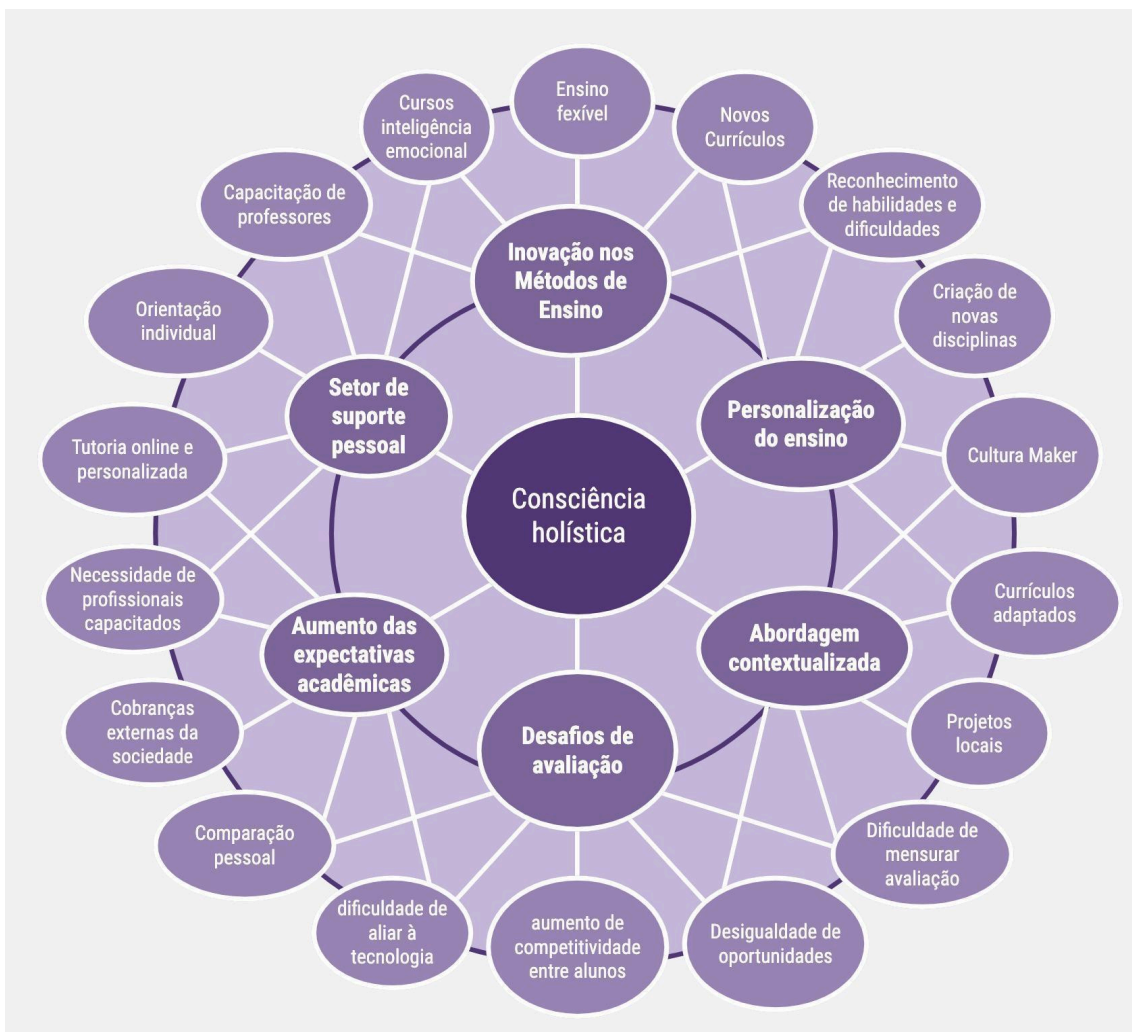 Ensino
fexível
Cursos
inteligência
emocional
Novos
Currículos
Capacitação de
professores
Reconhecimento
de habilidades e
dificuldades
Inovação nos
Métodos de
Ensino
Orientação
individual
Criação de
novas
disciplinas
Setor de
suporte
pessoal
Personalização
do ensino
Tutoria online e
personalizada
Cultura Maker
Consciência
holística
Necessidade de
profissionais
capacitados
Currículos
adaptados
Aumento das
expectativas
acadêmicas
Abordagem
contextualizada
Cobranças
externas da
sociedade
Desafios de
avaliação
Projetos
locais
Comparação
pessoal
Dificuldade de
mensurar
avaliação
dificuldade de
aliar à
tecnologia
aumento de
competitividade
entre alunos
Desigualdade de
oportunidades